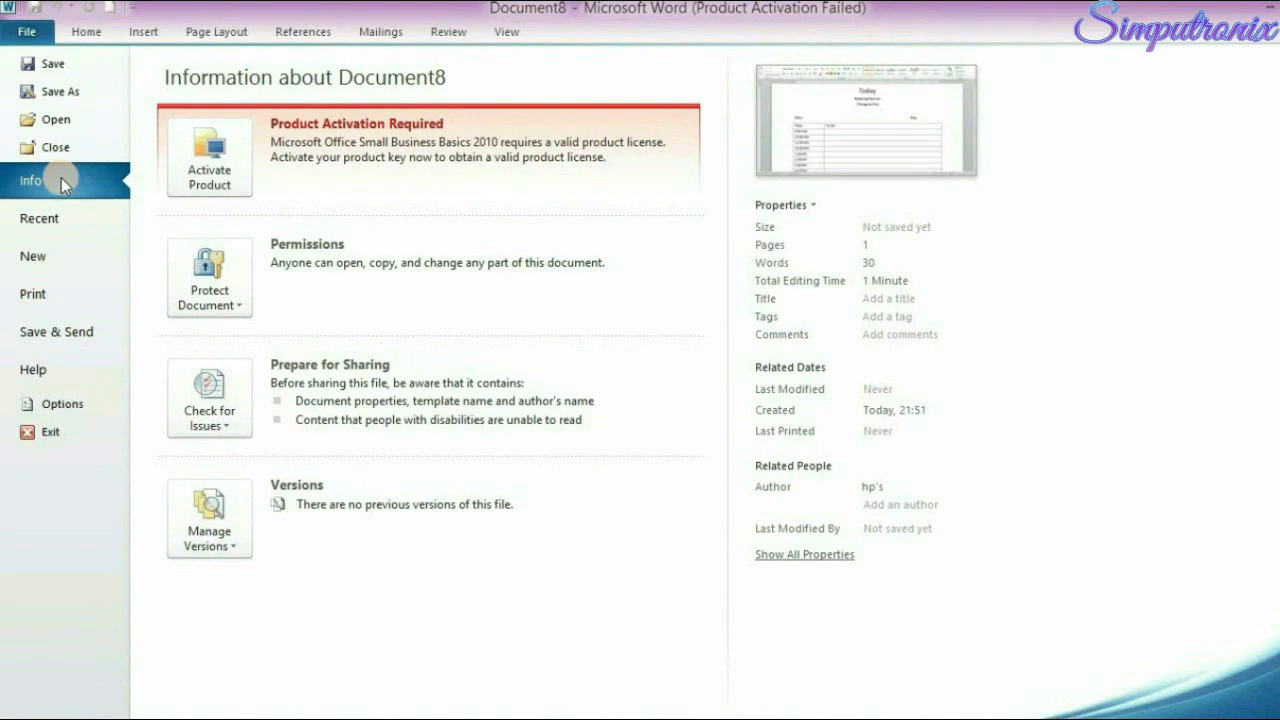 Document8 - Microsoft Word (Product Activation Failed)
Simputronix
File Home Insert Page Layout References Mailings Review View
Save
Save As
Open
Close
Info
Recent
New
Print
Save & Send
Help
Options
Exit
Information about Document8
Activate Product
Product Activation Required
Microsoft Office Small Business Basics 2010 requires a valid product license.
Activate your product key now to obtain a valid product license.
Protect Document
Permissions
Anyone can open, copy, and change any part of this document.
Check for Issues
Prepare for Sharing
Before sharing this file, be aware that it contains:
Document properties, template name and author's name
Content that people with disabilities are unable to read
Manage Versions
Versions
There are no previous versions of this file.
Today
Properties
Size Not saved yet
Pages 1
Words 30
Total Editing Time 1 Minute
Title Add a title
Tags Add a tag
Comments Add comments
Related Dates
Last Modified Never
Created Today, 21:51
Last Printed Never
Related People
Author hp's
Add an author
Last Modified By Not saved yet
Show All Properties